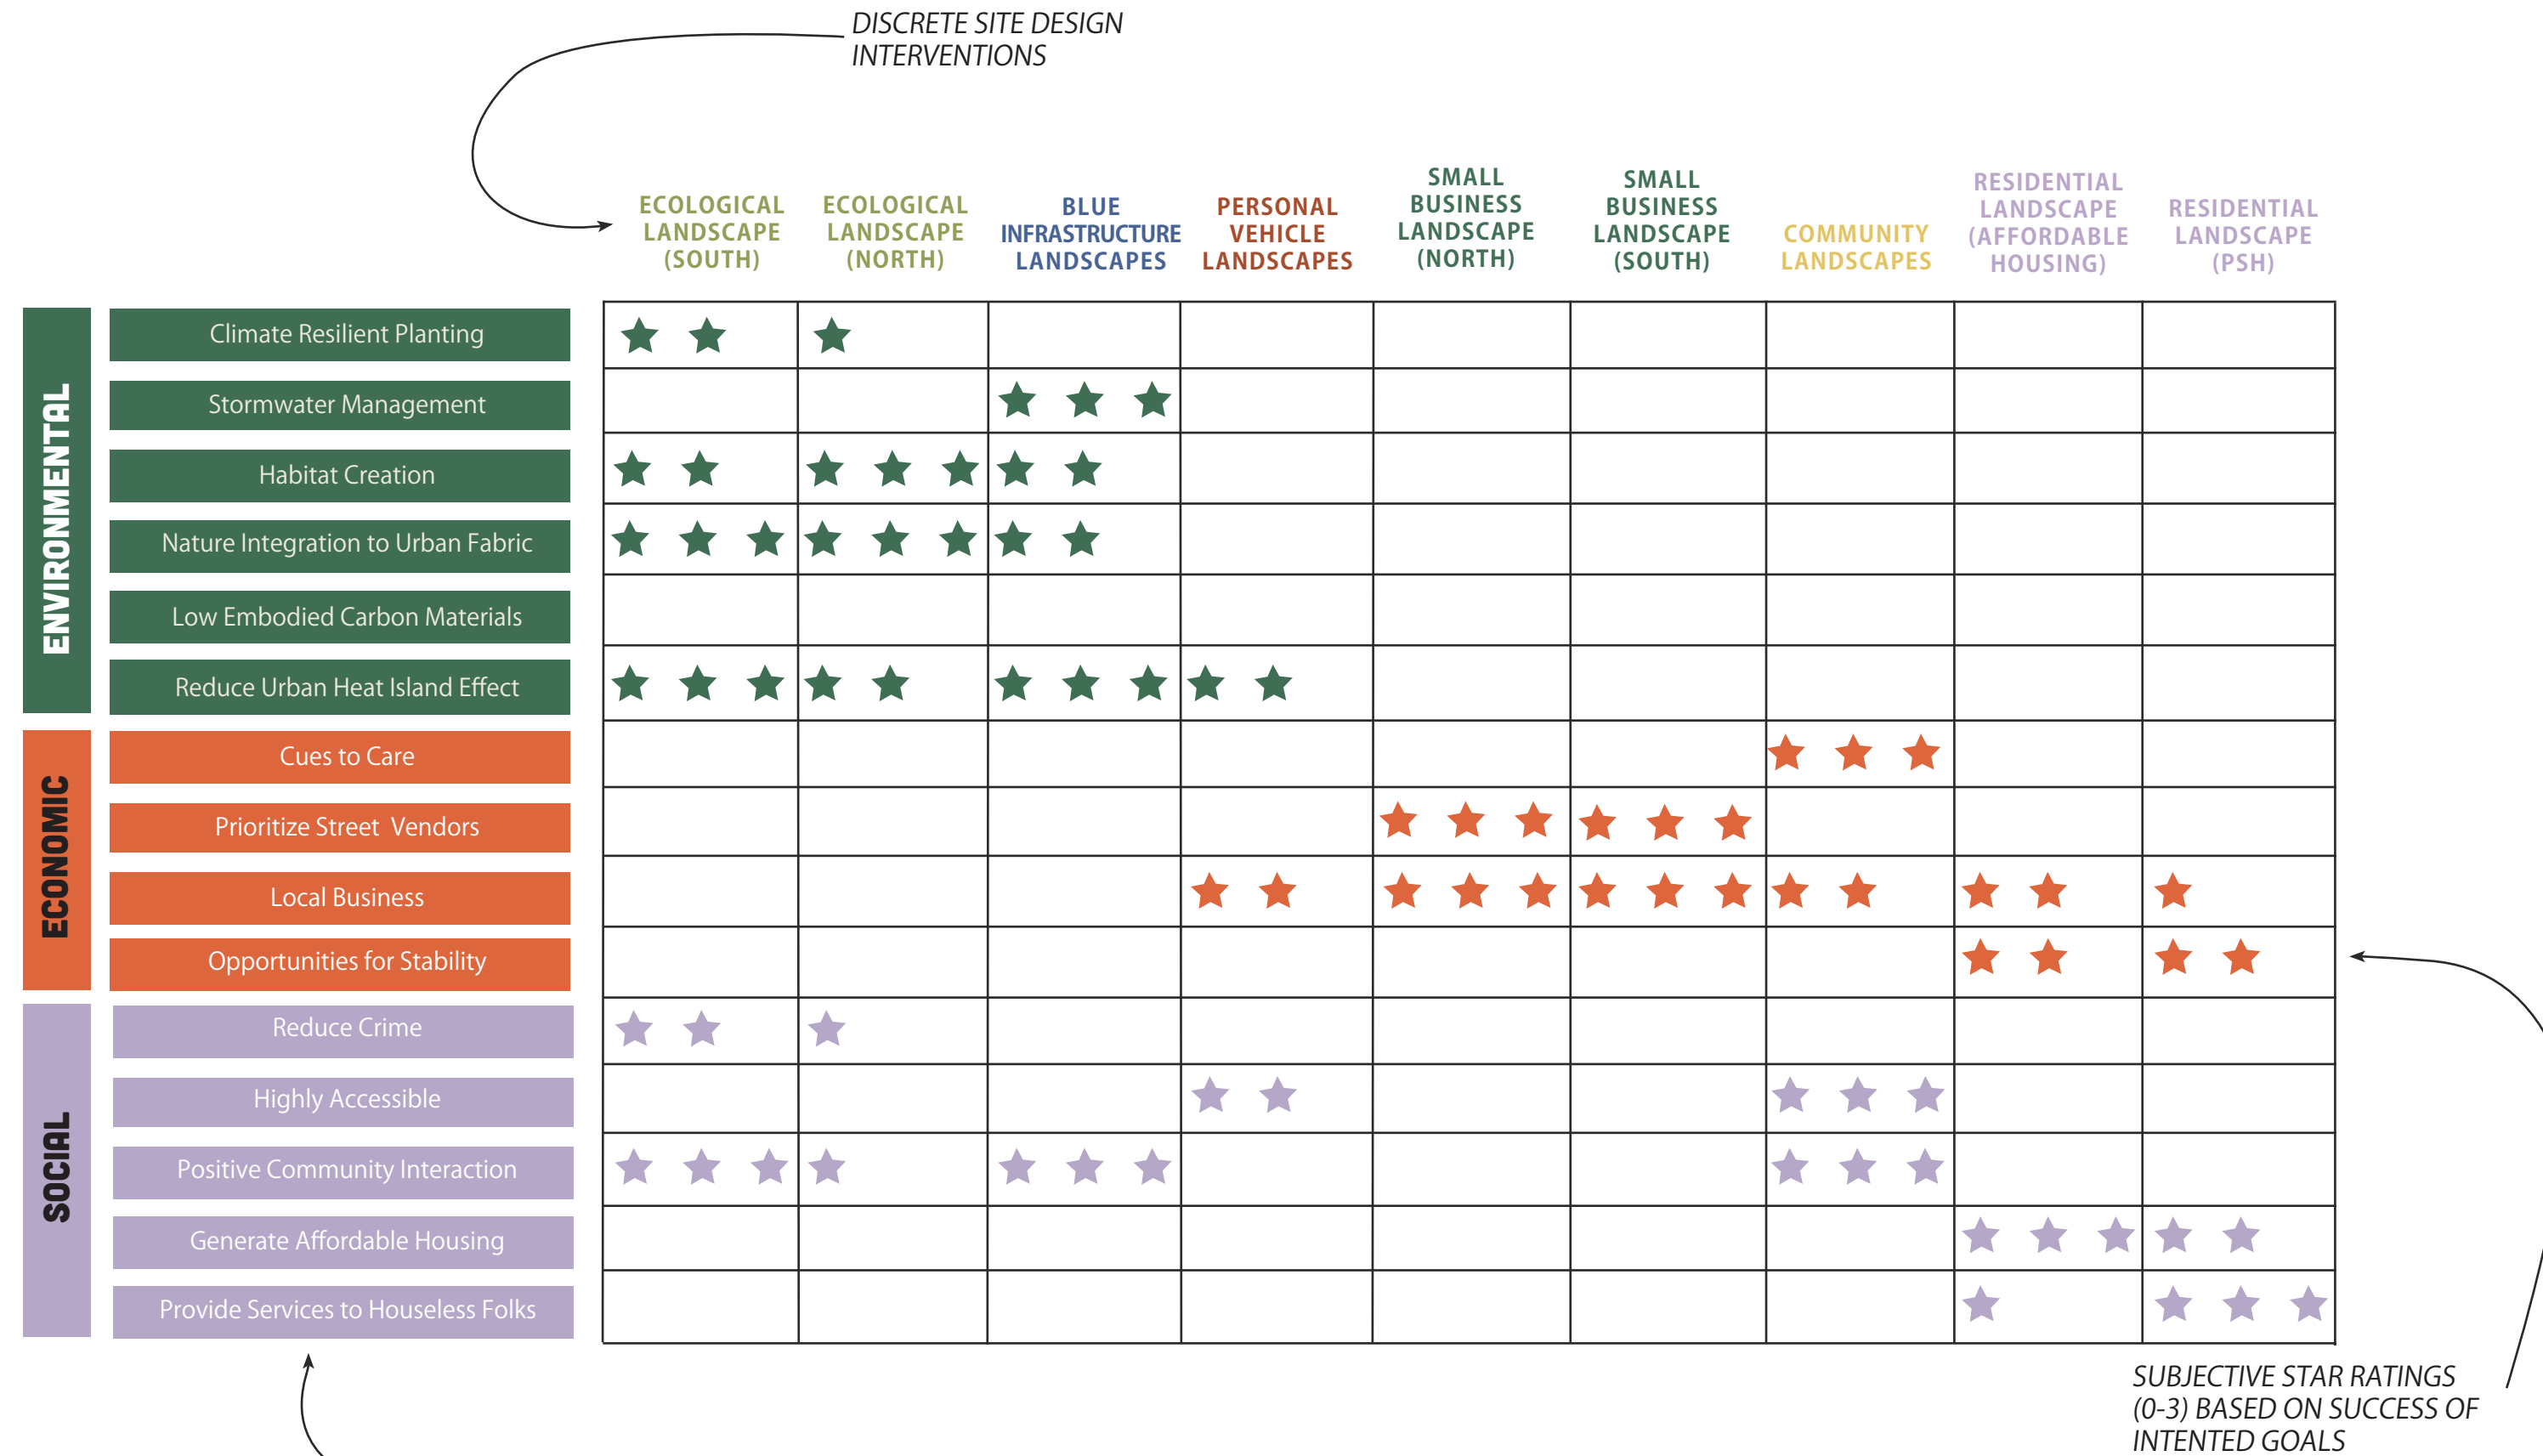 DISCRETE SITE DESIGN
INTERVENTIONS
ECOLOGICAL
LANDSCAPE
(SOUTH)
ECOLOGICAL
LANDSCAPE
(NORTH)
BLUE
INFRASTRUCTURE
LANDSCAPES
PERSONAL
VEHICLE
LANDSCAPES
SMALL
BUSINESS
LANDSCAPE
(NORTH)
SMALL
BUSINESS
LANDSCAPE
(SOUTH)
COMMUNITY
LANDSCAPES
RESIDENTIAL
LANDSCAPE
(AFFORDABLE
HOUSING)
RESIDENTIAL
LANDSCAPE
(PSH)
ENVIRONMENTAL
Climate Resilient Planting
Stormwater Management
Habitat Creation
Nature Integration to Urban Fabric
Low Embodied Carbon Materials
Reduce Urban Heat Island Effect
ECONOMIC
Cues to Care
Prioritize Street Vendors
Local Business
Opportunities for Stability
SOCIAL
Reduce Crime
Highly Accessible
Positive Community Interaction
Generate Affordable Housing
Provide Services to Houseless Folks
SUBJECTIVE STAR RATINGS
(0-3) BASED ON SUCCESS OF
INTENTED GOALS